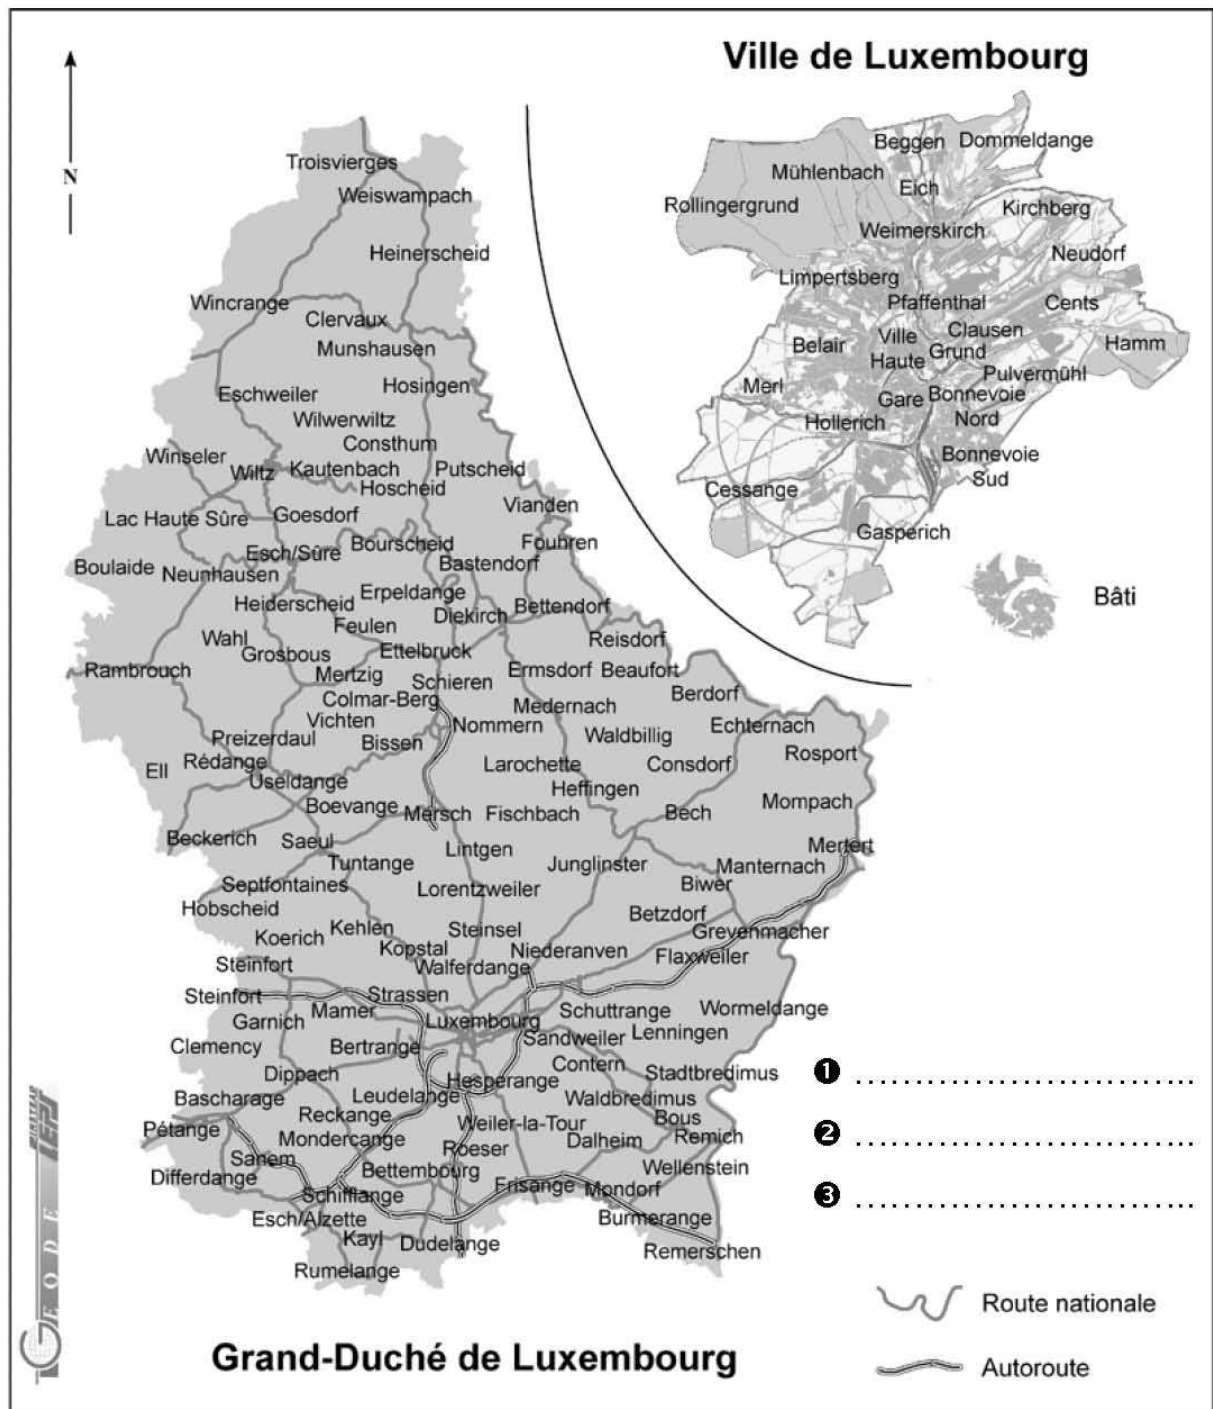 Ville de Luxembourg
N
Beggen
Dommeldange
Mühlenbach
Eich
Rollingergrund
Kirchberg
Weimerskirch
Neudorf
Limpertsberg
Pfaffenthal
Cents
Ville
Haute
Clausen
Belair
Grund
Hamm
Pulvermühl
Merl
Gare
Bonnevoie
Nord
Hollerich
Bonnevoie
Sud
Cessange
Gasperich
Bâti
Troisvierges
Weiswampach
Heinerscheid
Wincrange
Clervaux
Munshausen
Hosingen
Eschweiler
Wilwerwiltz
Consthum
Winseler
Wiltz
Kautenbach
Putscheid
Hoscheid
Vianden
Lac Haute Sûre
Goesdorf
Bourscheid
Fouhren
Esch/Sûre
Bastendorf
Boulaide
Neunhausen
Erpeldange
Heiderscheid
Bettendorf
Diekirch
Feulen
Wahl
Reisdorf
Grosbous
Ettelbruck
Rambrouch
Mertzig
Ermsdorf
Beaufort
Schieren
Berdorf
Colmar-Berg
Medernach
Vichten
Nommern
Echternach
Preizerdaul
Bissen
Waldbillig
Rosport
Ell
Rédange
Larochette
Consdorf
Useldange
Heffingen
Boevange
Mersch
Fischbach
Bech
Mompach
Beckerich
Saeul
Lintgen
Mertert
Tuntange
Junglinster
Manternach
Septfontaines
Lorentzweiler
Biwer
Hobscheid
Betzdorf
Kehlen
Steinsel
Grevenmacher
Koerich
Kopstal
Niederanven
Flaxweiler
Steinfort
Walferdange
Steinfort
Strassen
Mamer
Schuttrange
Wormeldange
Garnich
Luxembourg
Sandweiler
Lenningen
Clemency
Bertrange
Contern
Dippach
Hesperange
Stadtbredimus
Bascharage
Leudelange
Waldbredimus
Reckange
Weiler-la-Tour
Bous
Pétange
Mondercange
Roeser
Dalheim
Remich
Sanem
Bettembourg
Wellenstein
Differdange
Schifflange
Frisange
Mondorf
Esch/Alzette
Burmerange
Kayl
Dudelange
Remerschen
Rumelange
❶ ..............................
❷ ..............................
❸ ..............................
Route nationale
Autoroute
Grand-Duché de Luxembourg
GEODE
CEPS